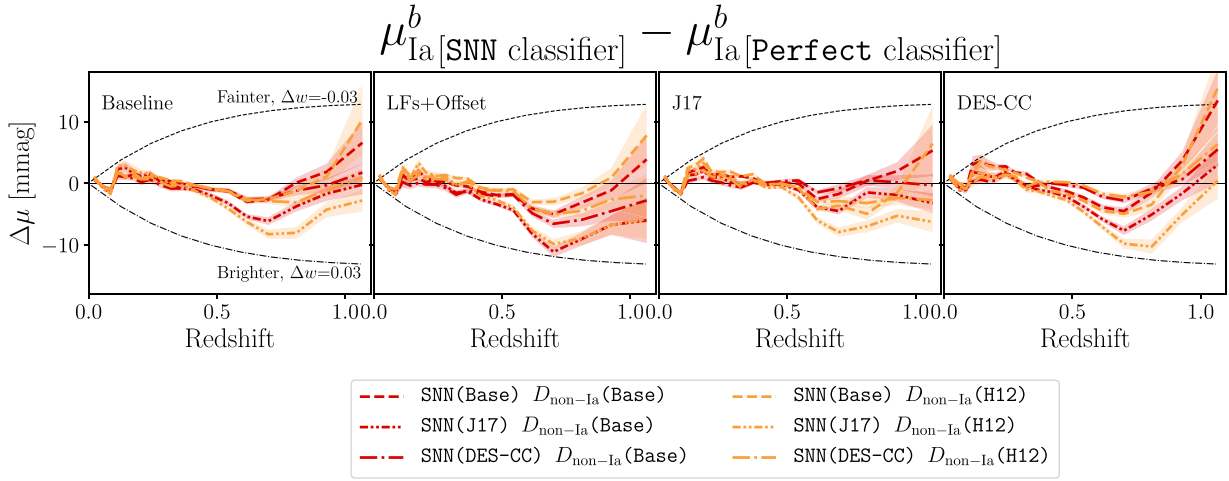 μ^b_Ia[SNN classifier] − μ^b_Ia[Perfect classifier]
Baseline
Fainter, Δw=-0.03
LFs+Offset
J17
DES-CC
10
0
−10
Δμ [mmag]
Brighter, Δw=0.03
0.0 0.5 1.00.0 0.5 1.00.0 0.5 1.00.0 0.5 1.0
Redshift Redshift Redshift Redshift
SNN(Base) D_non−Ia(Base) SNN(Base) D_non−Ia(H12)
SNN(J17) D_non−Ia(Base) SNN(J17) D_non−Ia(H12)
SNN(DES-CC) D_non−Ia(Base) SNN(DES-CC) D_non−Ia(H12)